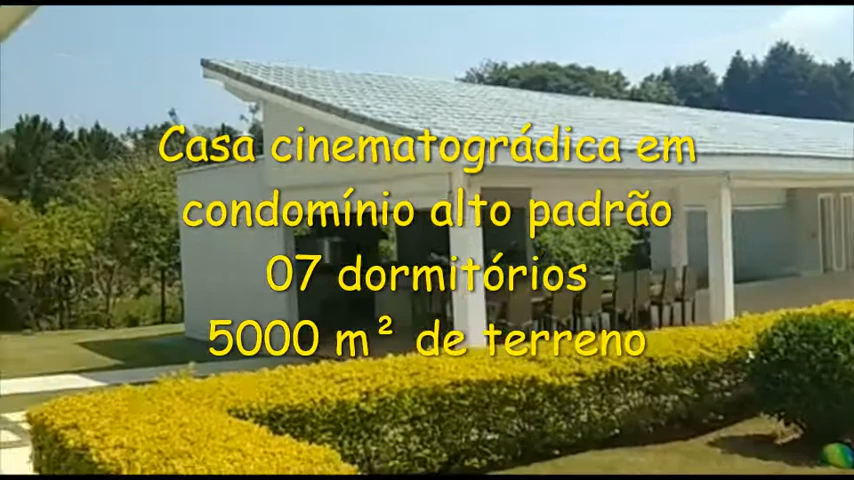 Casa cinematográdica em
condomínio alto padrão
07 dormitórios
5000 m² de terreno